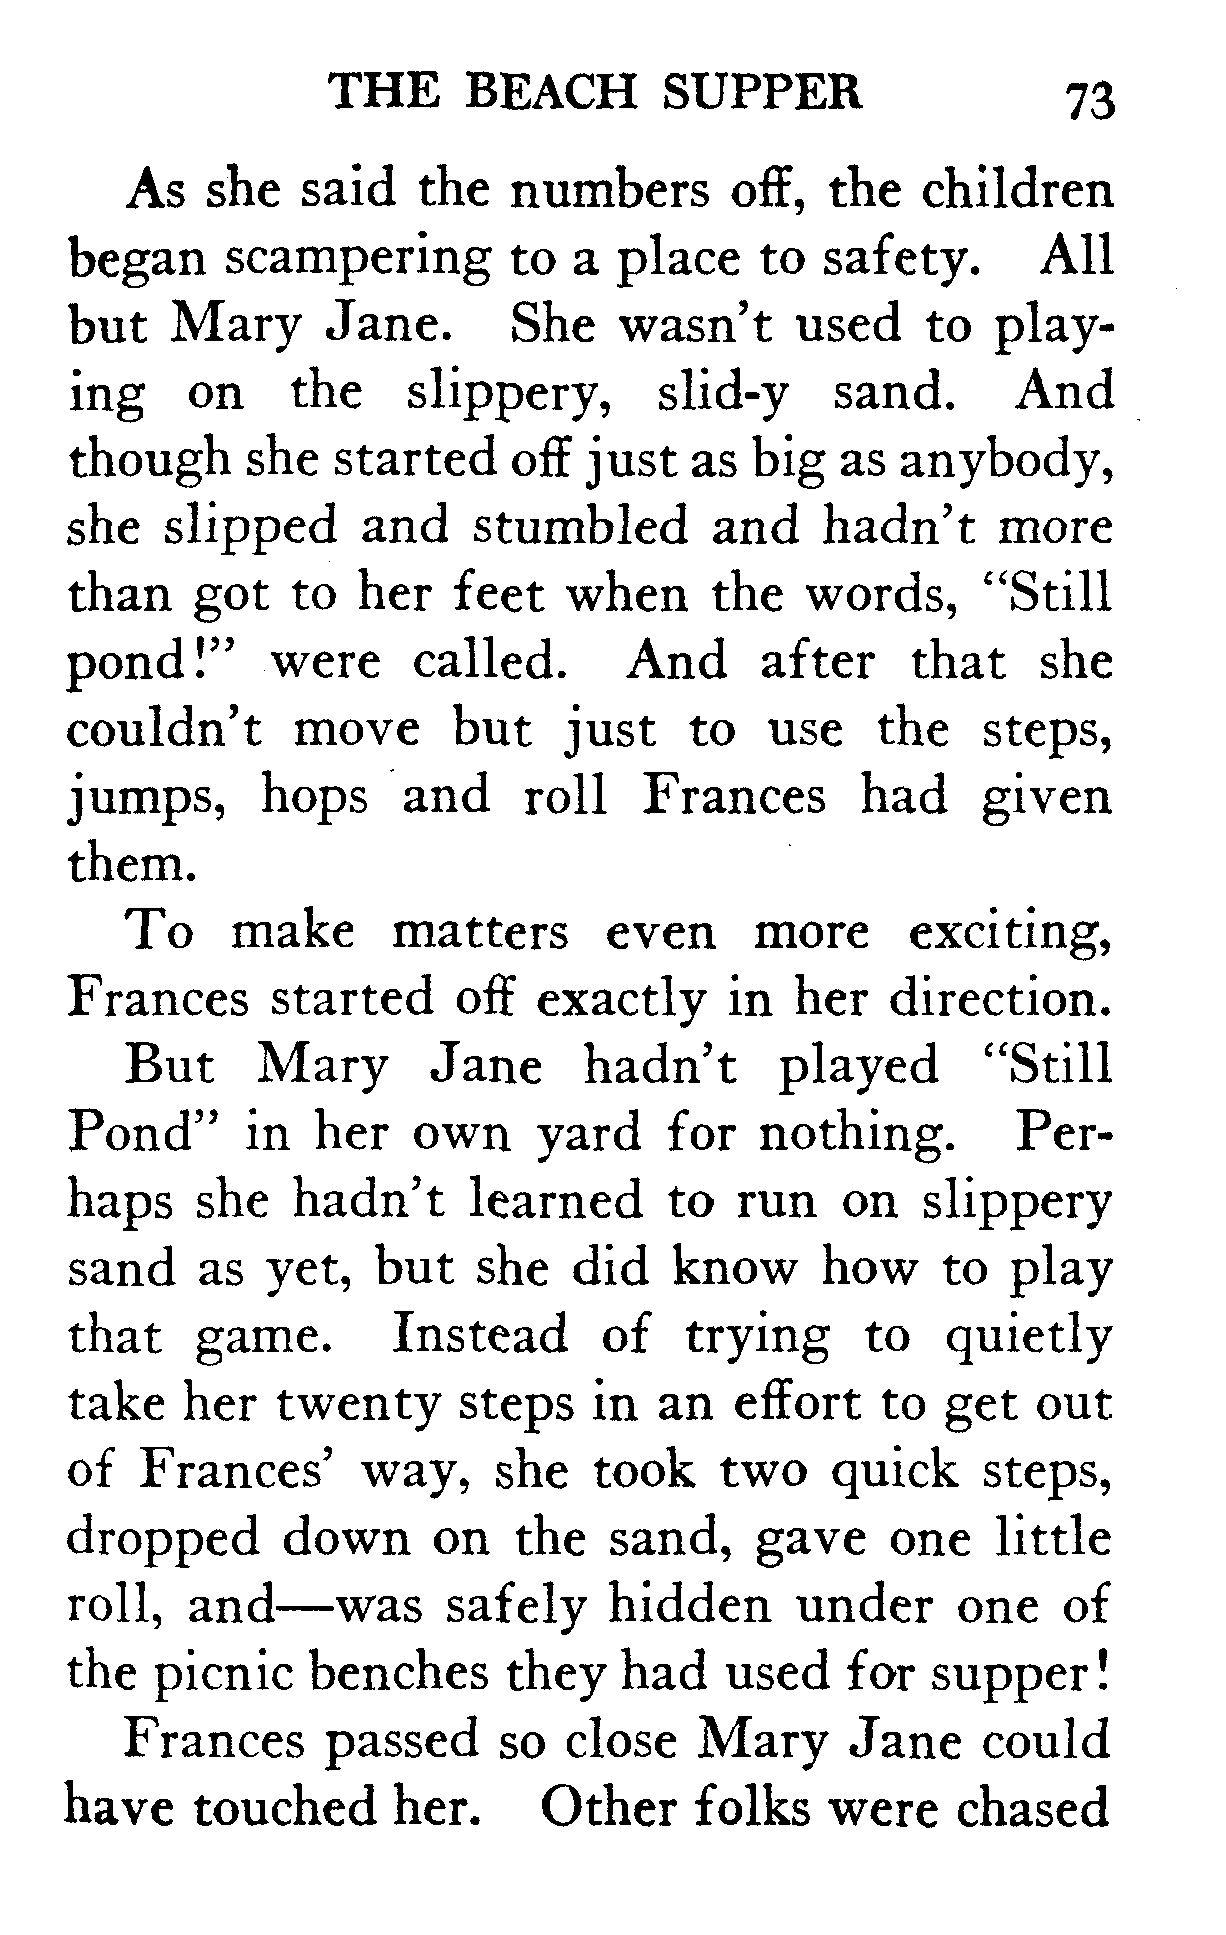 THE BEACH SUPPER 73
As she said the numbers off, the children
began scampering to a place to safety. All
but Mary Jane. She wasn't used to play-
ing on the slippery, slid-y sand. And
though she started off just as big as anybody,
she slipped and stumbled and hadn't more
than got to her feet when the words, “Still
pond!” were called. And after that she
couldn't move but just to use the steps,
jumps, hops and roll Frances had given
them.
To make matters even more exciting,
Frances started off exactly in her direction.
But Mary Jane hadn't played “Still
Pond” in her own yard for nothing. Per-
haps she hadn't learned to run on slippery
sand as yet, but she did know how to play
that game. Instead of trying to quietly
take her twenty steps in an effort to get out
of Frances' way, she took two quick steps,
dropped down on the sand, gave one little
roll, and—was safely hidden under one of
the picnic benches they had used for supper!
Frances passed so close Mary Jane could
have touched her. Other folks were chased